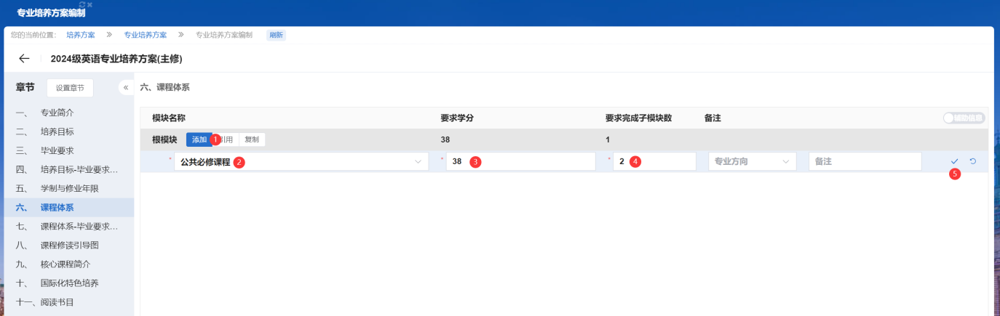 专业培养方案编制
您的当前位置: 培养方案 » 专业培养方案 » 专业培养方案编制 刷新
2024级英语专业培养方案(主修)
章节 设置章节 «
六、课程体系
一、 专业简介
二、 培养目标
三、 毕业要求
四、 培养目标-毕业要求...
五、 学制与修业年限
六、 课程体系
七、 课程体系-毕业要求...
八、 课程修读引导图
九、 核心课程简介
十、 国际化特色培养
十一、 阅读书目
模块名称 要求学分 要求完成子模块数 备注 辅助信息
根模块 添加 1 引用 复制 38 1
* 公共必修课程 2 * 38 3 * 2 4 专业方向 备注
5